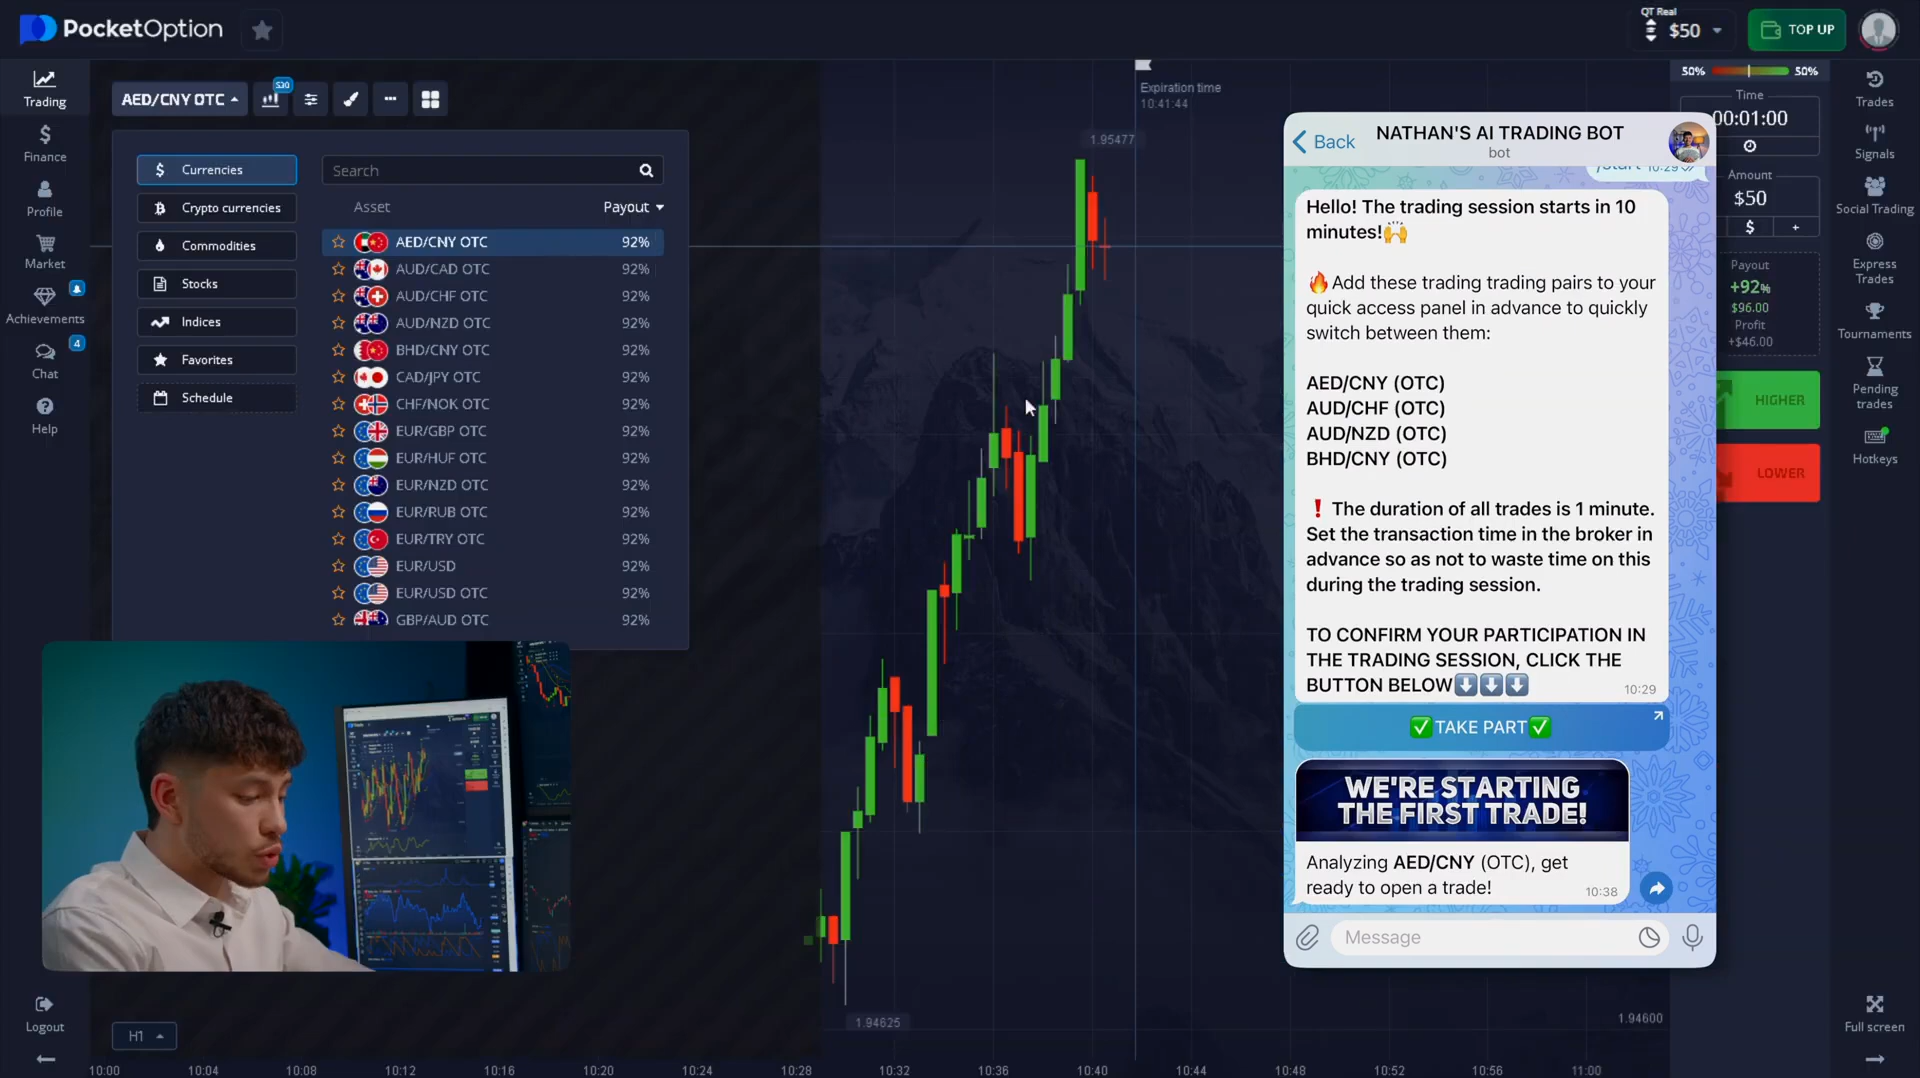 PocketOption
QT Real
$50
TOP UP
Trading
Finance
Profile
Market
Achievements
4
Chat
Help
Logout
AED/CNY OTC
S30
Currencies
Crypto currencies
Commodities
Stocks
Indices
Favorites
Schedule
Search
Asset
Payout
AED/CNY OTC 92%
AUD/CAD OTC 92%
AUD/CHF OTC 92%
AUD/NZD OTC 92%
BHD/CNY OTC 92%
CAD/JPY OTC 92%
CHF/NOK OTC 92%
EUR/GBP OTC 92%
EUR/HUF OTC 92%
EUR/NZD OTC 92%
EUR/RUB OTC 92%
EUR/TRY OTC 92%
EUR/USD 92%
EUR/USD OTC 92%
GBP/AUD OTC 92%
Expiration time
10:41:44
1.95477
1.94625
1.94600
H1
10:00 10:04 10:08 10:12 10:16 10:20 10:24 10:28 10:32 10:36 10:40 10:44 10:48 10:52 10:56 11:00
Back
NATHAN'S AI TRADING BOT
bot
10:29
Hello! The trading session starts in 10
minutes!🙌
🔥Add these trading trading pairs to your
quick access panel in advance to quickly
switch between them:
AED/CNY (OTC)
AUD/CHF (OTC)
AUD/NZD (OTC)
BHD/CNY (OTC)
❗ The duration of all trades is 1 minute.
Set the transaction time in the broker in
advance so as not to waste time on this
during the trading session.
TO CONFIRM YOUR PARTICIPATION IN
THE TRADING SESSION, CLICK THE
BUTTON BELOW⬇️⬇️⬇️
10:29
✅TAKE PART✅
WE'RE STARTING
THE FIRST TRADE!
Analyzing AED/CNY (OTC), get
ready to open a trade!
10:38
Message
50% 50%
Time
00:01:00
Amount
$50
$ +
Payout
+92%
$96.00
Profit
+$46.00
HIGHER
LOWER
Trades
Signals
Social Trading
Express
Trades
Tournaments
Pending
trades
Hotkeys
Full screen